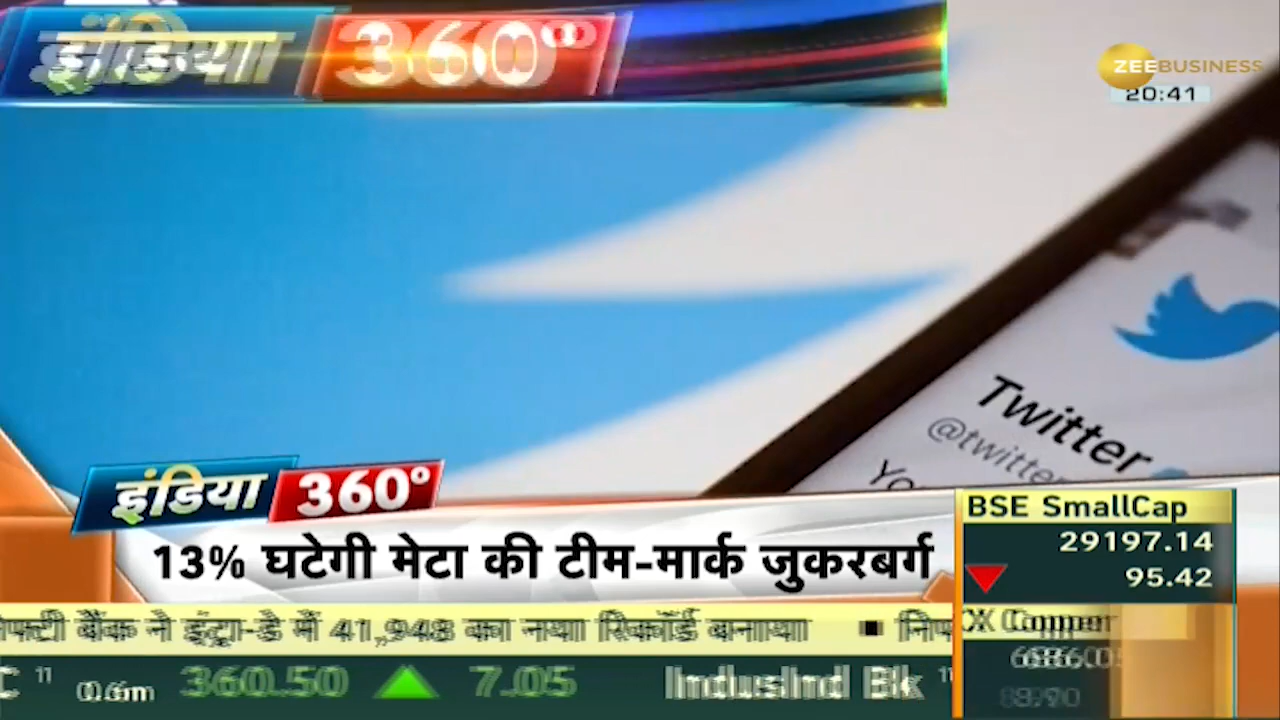 इंडिया 360°
ZEEBUSINESS
20:41
Twitter
@twitter
Yo
इंडिया 360°
13% घटेगी मेटा की टीम-मार्क जुकरबर्ग
BSE SmallCap
29197.14
95.42
बैंक ने इंट्रा-डे में 41,948 का नया रिकॉर्ड बनाया
360.50 7.05 IndusInd Bk